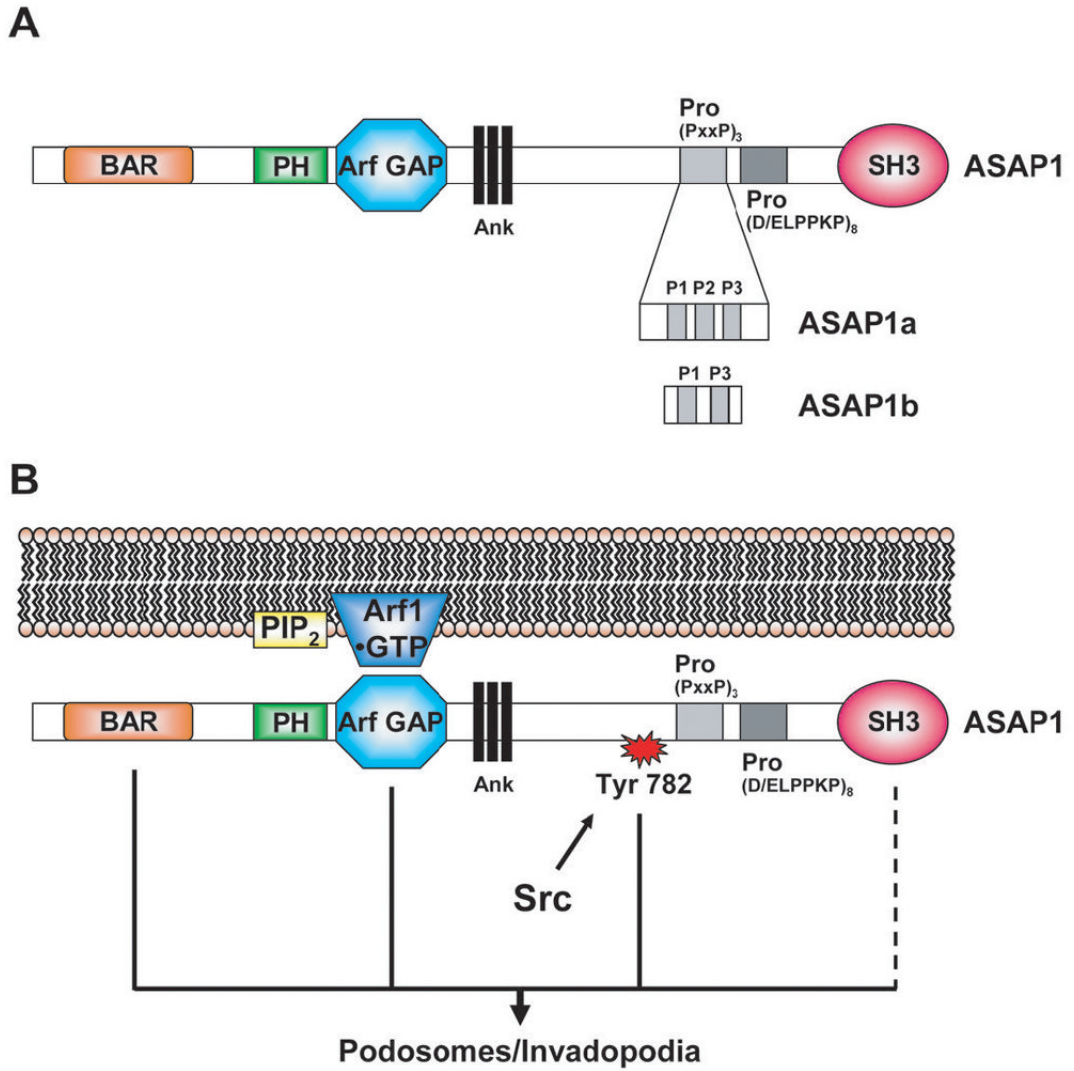 A
Pro
(PxxP)3
BAR
PH
Arf GAP
SH3
ASAP1
Ank
Pro
(D/ELPPKP)8
P1 P2 P3
ASAP1a
P1 P3
ASAP1b
B
PIP2
Arf1
•GTP
Pro
(PxxP)3
BAR
PH
Arf GAP
SH3
ASAP1
Ank
Tyr 782
Pro
(D/ELPPKP)8
Src
Podosomes/Invadopodia